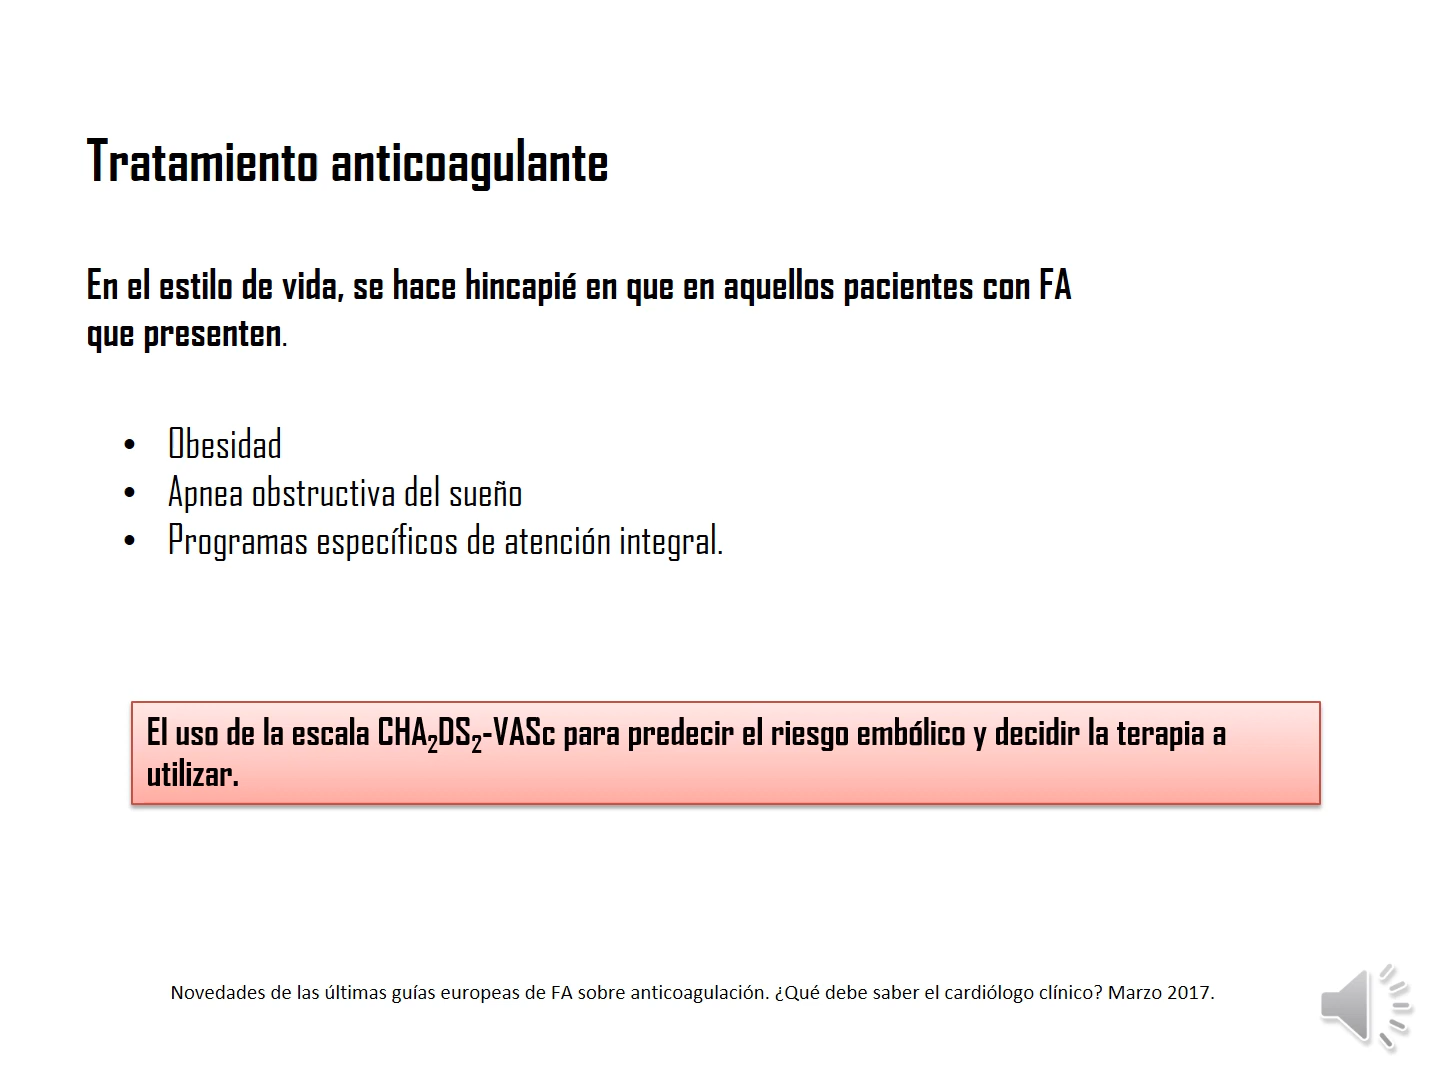 Tratamiento anticoagulante
En el estilo de vida, se hace hincapié en que en aquellos pacientes con FA
que presenten.
• Obesidad
• Apnea obstructiva del sueño
• Programas específicos de atención integral.
El uso de la escala CHA₂DS₂-VASc para predecir el riesgo embólico y decidir la terapia a
utilizar.
Novedades de las últimas guías europeas de FA sobre anticoagulación. ¿Qué debe saber el cardiólogo clínico? Marzo 2017.